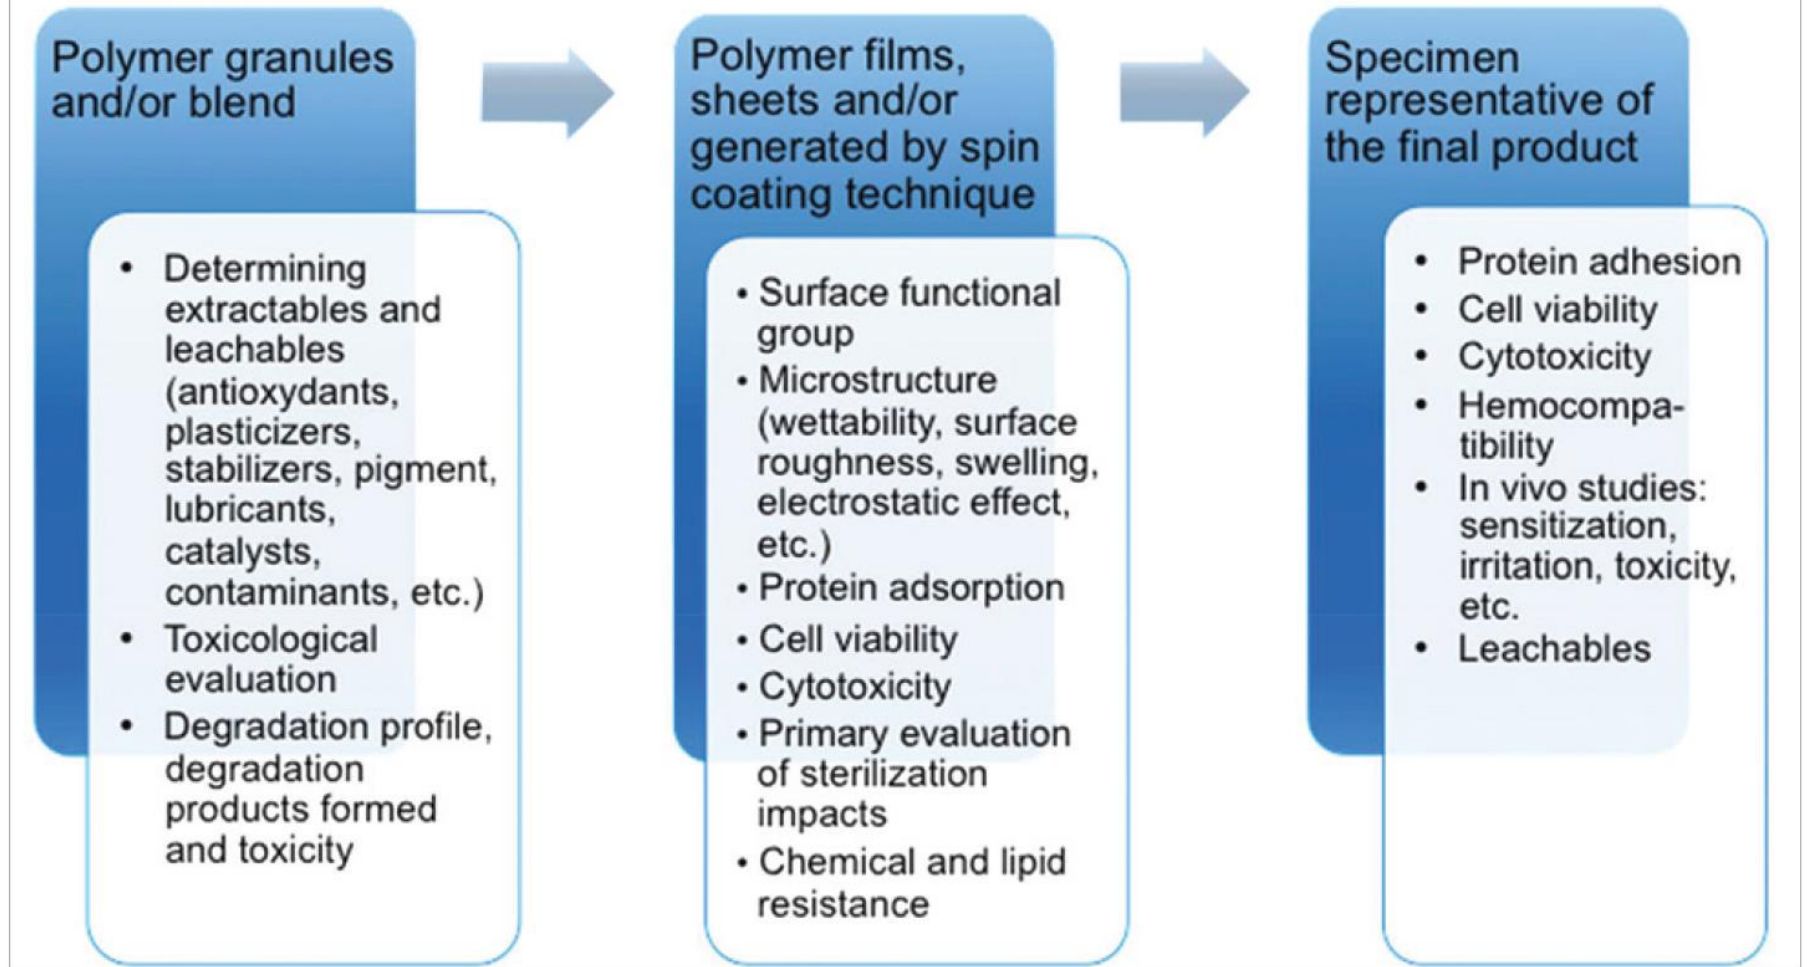 Polymer granules
and/or blend
• Determining
extractables and
leachables
(antioxydants,
plasticizers,
stabilizers, pigment,
lubricants,
catalysts,
contaminants, etc.)
• Toxicological
evaluation
• Degradation profile,
degradation
products formed
and toxicity
Polymer films,
sheets and/or
generated by spin
coating technique
• Surface functional
group
• Microstructure
(wettability, surface
roughness, swelling,
electrostatic effect,
etc.)
• Protein adsorption
• Cell viability
• Cytotoxicity
• Primary evaluation
of sterilization
impacts
• Chemical and lipid
resistance
Specimen
representative of
the final product
• Protein adhesion
• Cell viability
• Cytotoxicity
• Hemocompa-
tibility
• In vivo studies:
sensitization,
irritation, toxicity,
etc.
• Leachables